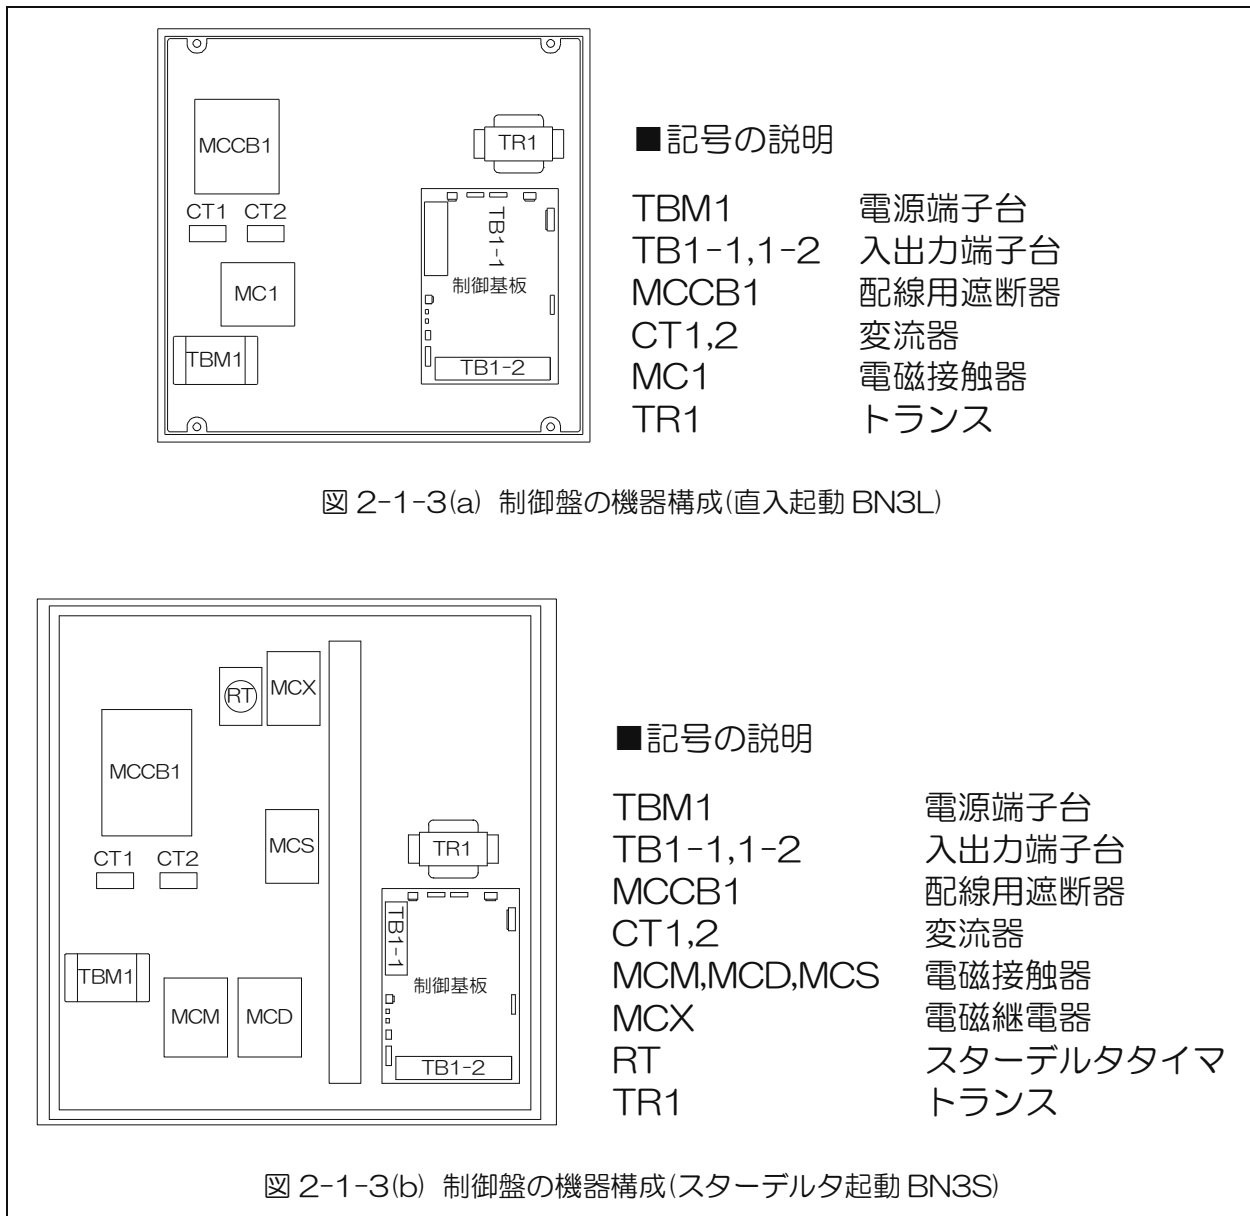 MCCB1
TR1
CT1 CT2
TB1-1
制御基板
MC1
TBM1
TB1-2
■記号の説明
TBM1 電源端子台
TB1-1,1-2 入出力端子台
MCCB1 配線用遮断器
CT1,2 変流器
MC1 電磁接触器
TR1 トランス
図 2-1-3(a) 制御盤の機器構成(直入起動 BN3L)
RT
MCX
MCCB1
MCS
TR1
CT1 CT2
TB1-1
制御基板
TBM1
MCM
MCD
TB1-2
■記号の説明
TBM1 電源端子台
TB1-1,1-2 入出力端子台
MCCB1 配線用遮断器
CT1,2 変流器
MCM,MCD,MCS 電磁接触器
MCX 電磁継電器
RT スターデルタタイマ
TR1 トランス
図 2-1-3(b) 制御盤の機器構成(スターデルタ起動 BN3S)